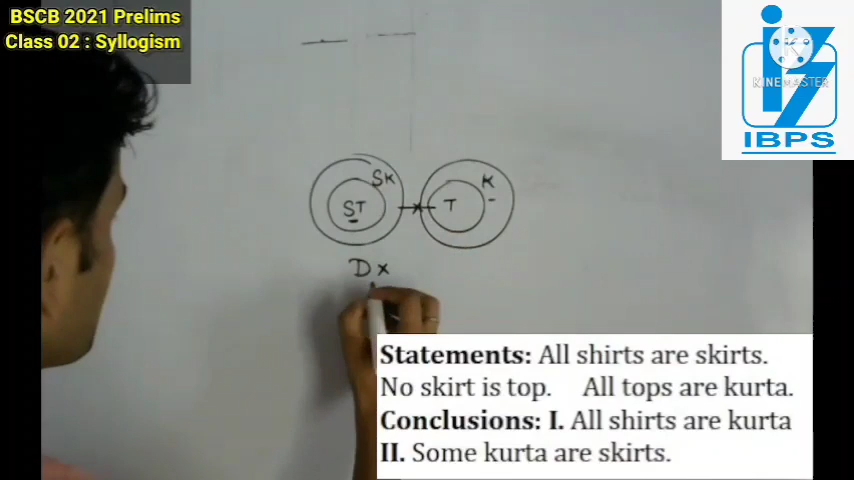 BSCB 2021 Prelims
Class 02 : Syllogism
KINEMASTER
IBPS
SK
ST
T
K
D x
Statements: All shirts are skirts.
No skirt is top. All tops are kurta.
Conclusions: I. All shirts are kurta
II. Some kurta are skirts.